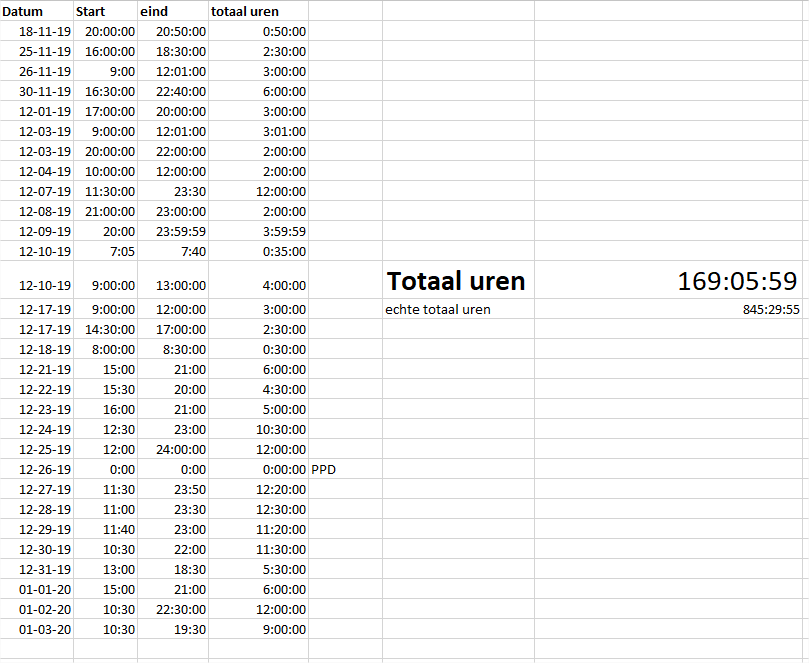 Datum Start eind totaal uren
18-11-19 20:00:00 20:50:00 0:50:00
25-11-19 16:00:00 18:30:00 2:30:00
26-11-19 9:00 12:01:00 3:00:00
30-11-19 16:30:00 22:40:00 6:00:00
12-01-19 17:00:00 20:00:00 3:00:00
12-03-19 9:00:00 12:01:00 3:01:00
12-03-19 20:00:00 22:00:00 2:00:00
12-04-19 10:00:00 12:00:00 2:00:00
12-07-19 11:30:00 23:30 12:00:00
12-08-19 21:00:00 23:00:00 2:00:00
12-09-19 20:00 23:59:59 3:59:59
12-10-19 7:05 7:40 0:35:00
12-10-19 9:00:00 13:00:00 4:00:00 Totaal uren 169:05:59
12-17-19 9:00:00 12:00:00 3:00:00 echte totaal uren 845:29:55
12-17-19 14:30:00 17:00:00 2:30:00
12-18-19 8:00:00 8:30:00 0:30:00
12-21-19 15:00 21:00 6:00:00
12-22-19 15:30 20:00 4:30:00
12-23-19 16:00 21:00 5:00:00
12-24-19 12:30 23:00 10:30:00
12-25-19 12:00 24:00:00 12:00:00
12-26-19 0:00 0:00 0:00:00 PPD
12-27-19 11:30 23:50 12:20:00
12-28-19 11:00 23:30 12:30:00
12-29-19 11:40 23:00 11:20:00
12-30-19 10:30 22:00 11:30:00
12-31-19 13:00 18:30 5:30:00
01-01-20 15:00 21:00 6:00:00
01-02-20 10:30 22:30:00 12:00:00
01-03-20 10:30 19:30 9:00:00